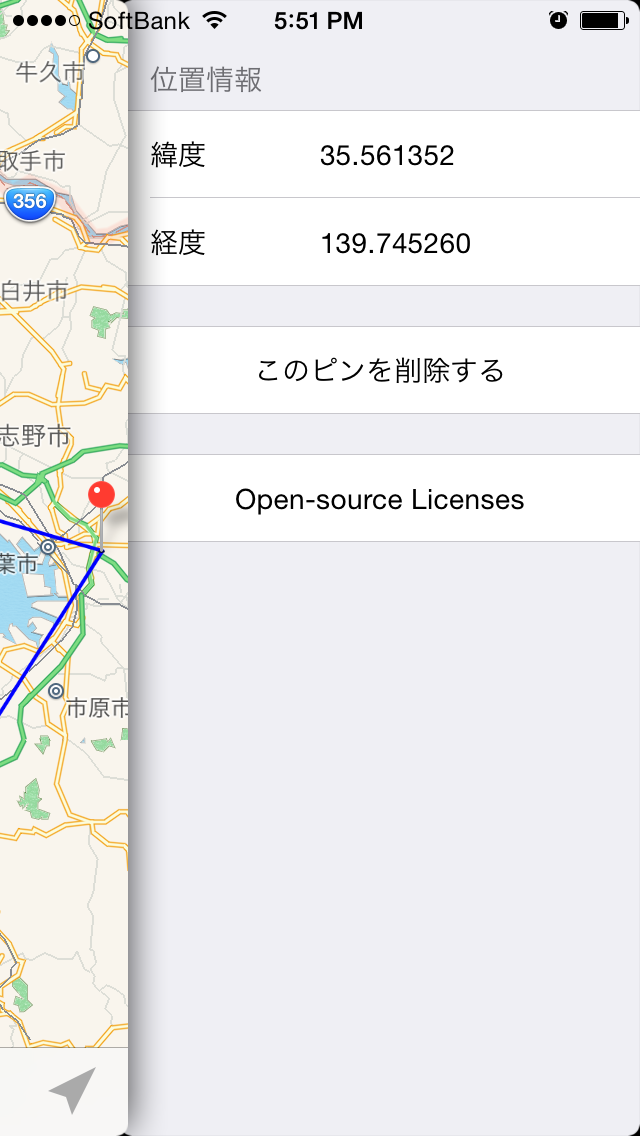 SoftBank 5:51 PM
牛久市
取手市
356
白井市
志野市
葉市
市原市
位置情報
緯度 35.561352
経度 139.745260
このピンを削除する
Open-source Licenses